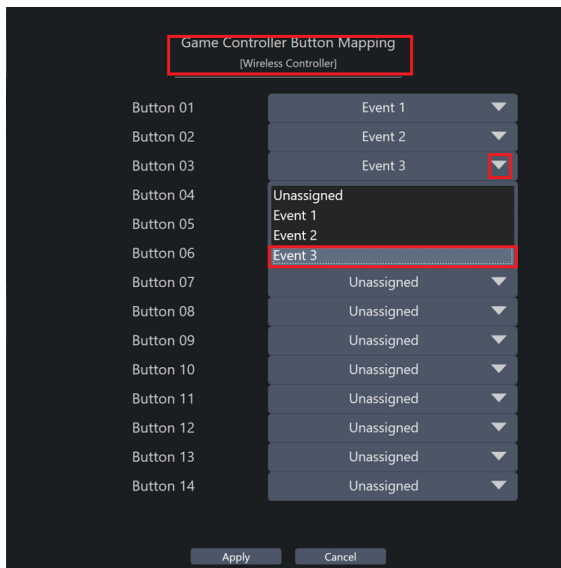 Game Controller Button Mapping
[Wireless Controller]
Button 01 Event 1
Button 02 Event 2
Button 03 Event 3
Button 04 Unassigned
Event 1
Button 05 Event 2
Button 06 Event 3
Button 07 Unassigned
Button 08 Unassigned
Button 09 Unassigned
Button 10 Unassigned
Button 11 Unassigned
Button 12 Unassigned
Button 13 Unassigned
Button 14 Unassigned
Apply Cancel